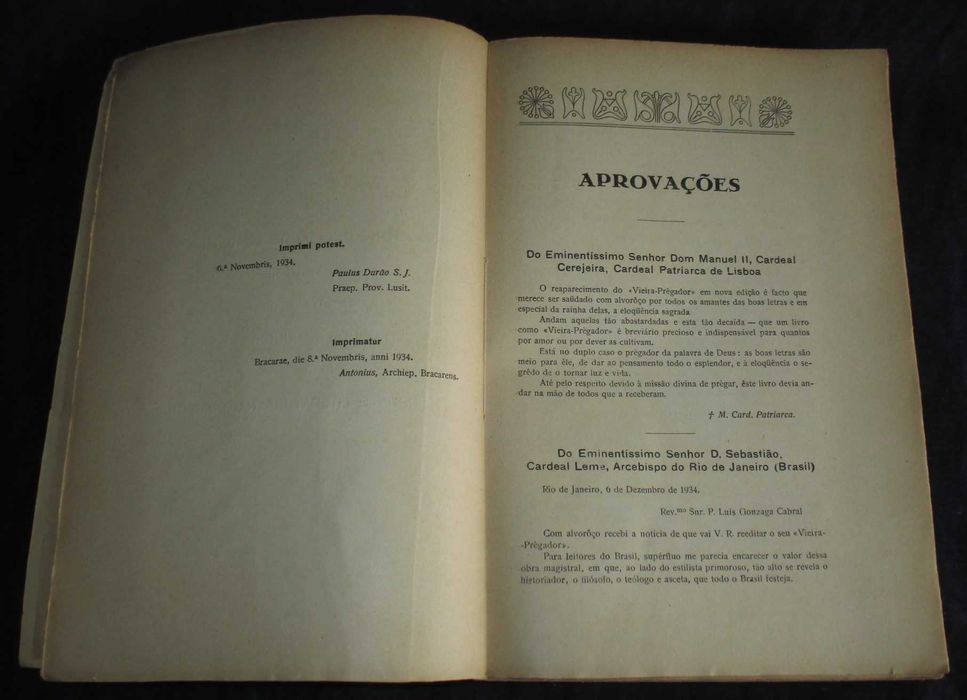 Imprimi potest.
6.ª Novembris, 1934.
Paulus Durão S. J.
Praep. Prov. Lusit.
Imprimatur
Bracarae, die 8.ª Novembris, anni 1934.
Antonius, Archiep. Bracarens.
APROVAÇÕES
Do Eminentíssimo Senhor Dom Manuel II, Cardeal
Cerejeira, Cardeal Patriarca de Lisboa
O reaparecimento do «Vieira-Prègador» em nova edição é facto que
merece ser saüdado com alvorôço por todos os amantes das boas letras e em
especial da rainha delas, a eloqüência sagrada
Andam aquelas tão abastardadas e esta tão decaída — que um livro
como «Vieira-Prègador» é breviário precioso e indispensável para quantos
por amor ou por dever as cultivam.
Está no duplo caso o prègador da palavra de Deus: as boas letras são
meio para êle, de dar ao pensamento todo o esplendor, e à eloqüência o se-
grêdo de o tornar luz e vida.
Até pelo respeito devido à missão divina de prègar, êste livro devia an-
dar na mão de todos que a receberam.
† M. Card. Patriarca.
Do Eminentíssimo Senhor D. Sebastião,
Cardeal Leme, Arcebispo do Rio de Janeiro (Brasil)
Rio de Janeiro, 6 de Dezembro de 1934.
Rev.mo Snr. P. Luis Gonzaga Cabral
Com alvorôço recebi a notícia de que vai V. R. reeditar o seu «Vieira-
-Prègador».
Para leitores do Brasil, supérfluo me parecia encarecer o valor dessa
obra magistral, em que, ao lado do estilista primoroso, tão alto se revela o
historiador, o filósofo, o teólogo e asceta, que todo o Brasil festeja.